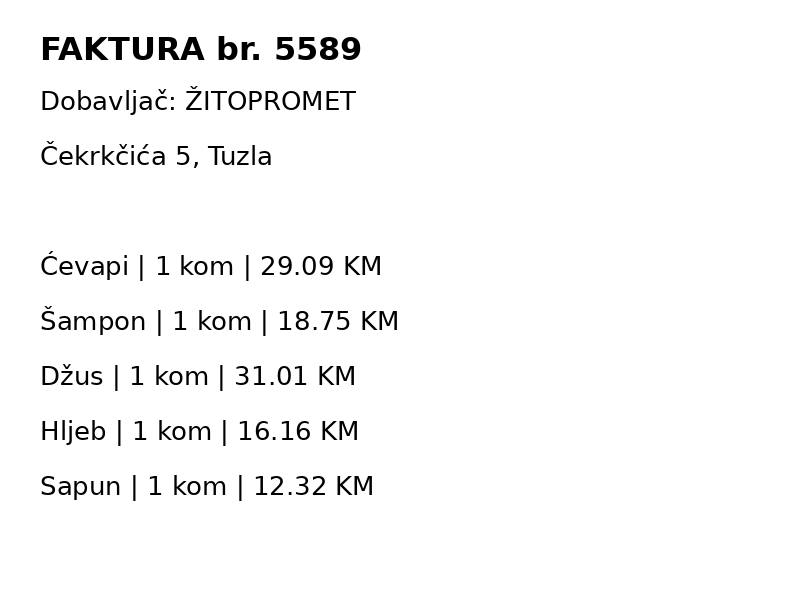 FAKTURA br. 5589
Dobavljač: ŽITOPROMET
Čekrkčića 5, Tuzla
Ćevapi | 1 kom | 29.09 KM
Šampon | 1 kom | 18.75 KM
Džus | 1 kom | 31.01 KM
Hljeb | 1 kom | 16.16 KM
Sapun | 1 kom | 12.32 KM